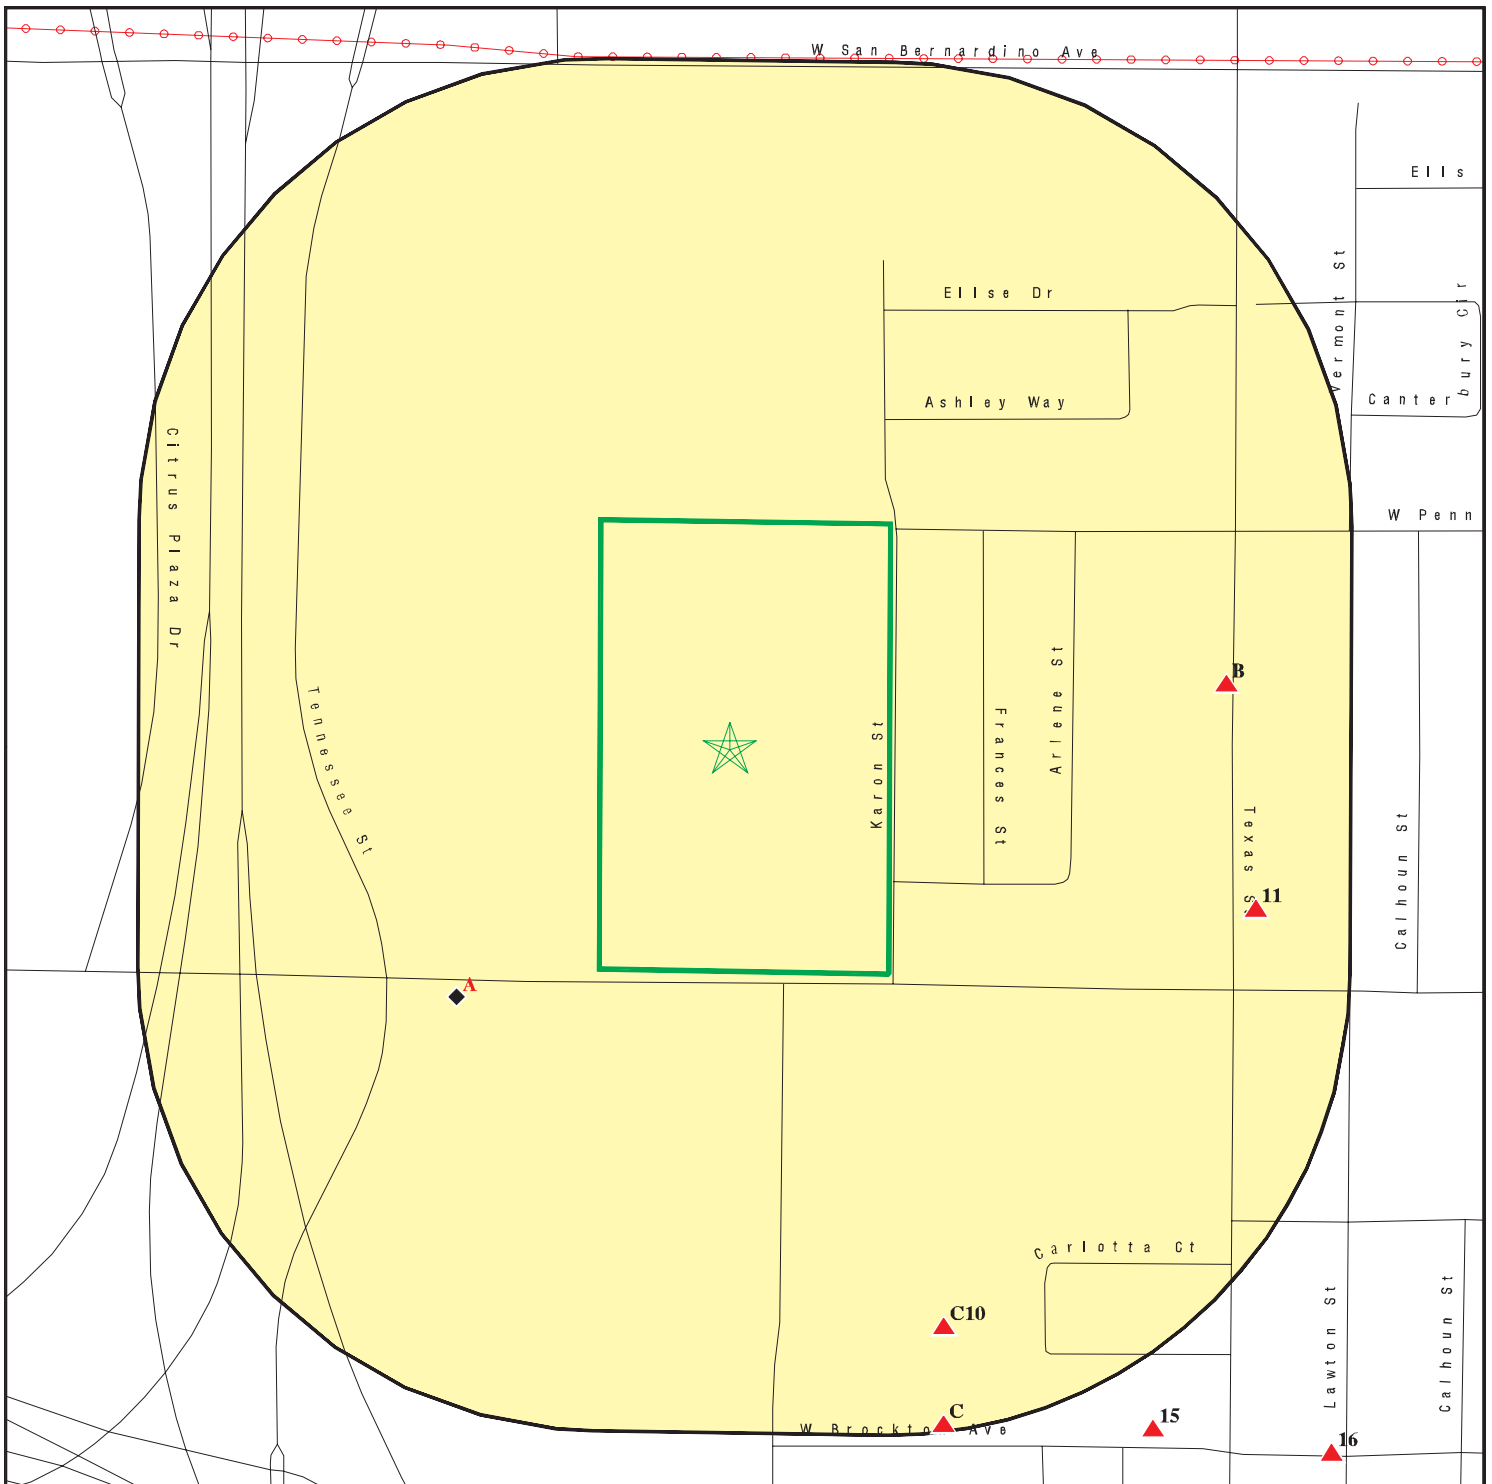 W San Bernardino Ave
Ells
Vermont St
Ellse Dr
Canterbury Cir
Ashley Way
Citrus Plaza Dr
W Penn
Tennessee St
Karon St
Frances St
Arlene St
B
Texas St
11
Calhoun St
A
Carlotta Ct
C10
Lawton St
Calhoun St
C
W Brockton Ave
15
16